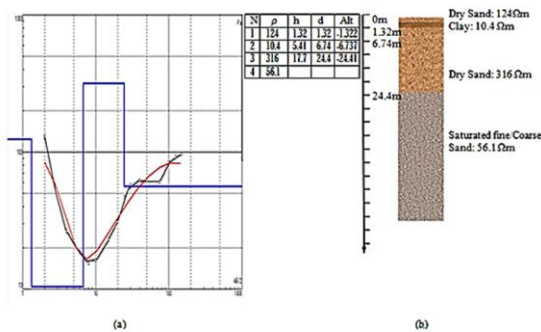 N ρ h d Alt
1 124 1.32 1.32 -1.322
2 10.4 5.41 6.74 -6.737
3 316 17.7 24.4 -24.41
4 56.1
0m
1.32m
6.74m
24.4m
Dry Sand: 124Ωm
Clay: 10.4Ωm
Dry Sand: 316Ωm
Saturated fine/Coarse
Sand: 56.1Ωm
(a)
(b)